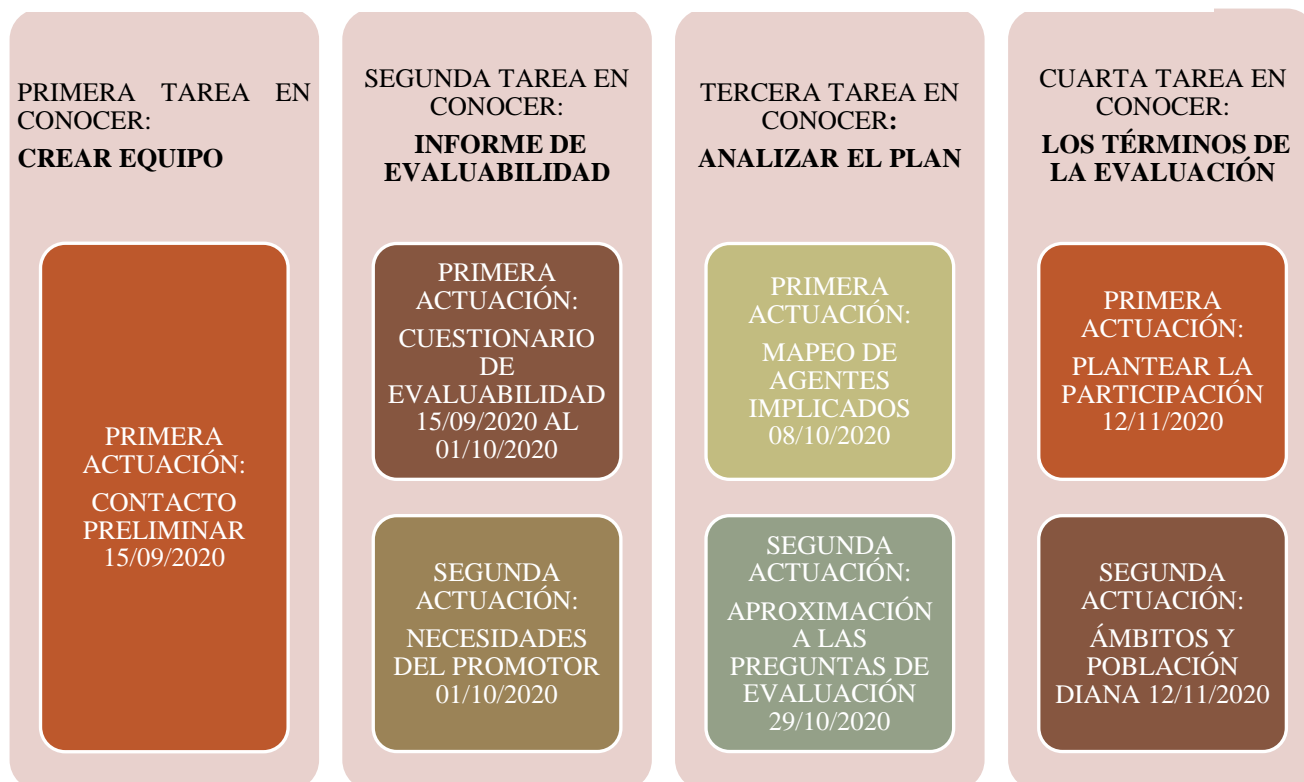 PRIMERA TAREA EN
CONOCER:
CREAR EQUIPO
PRIMERA
ACTUACIÓN:
CONTACTO
PRELIMINAR
15/09/2020
SEGUNDA TAREA EN
CONOCER:
INFORME DE
EVALUABILIDAD
PRIMERA
ACTUACIÓN:
CUESTIONARIO
DE
EVALUABILIDAD
15/09/2020 AL
01/10/2020
SEGUNDA
ACTUACIÓN:
NECESIDADES
DEL PROMOTOR
01/10/2020
TERCERA TAREA EN
CONOCER:
ANALIZAR EL PLAN
PRIMERA
ACTUACIÓN:
MAPEO DE
AGENTES
IMPLICADOS
08/10/2020
SEGUNDA
ACTUACIÓN:
APROXIMACIÓN
A LAS
PREGUNTAS DE
EVALUACIÓN
29/10/2020
CUARTA TAREA EN
CONOCER:
LOS TÉRMINOS DE
LA EVALUACIÓN
PRIMERA
ACTUACIÓN:
PLANTEAR LA
PARTICIPACIÓN
12/11/2020
SEGUNDA
ACTUACIÓN:
ÁMBITOS Y
POBLACIÓN
DIANA 12/11/2020